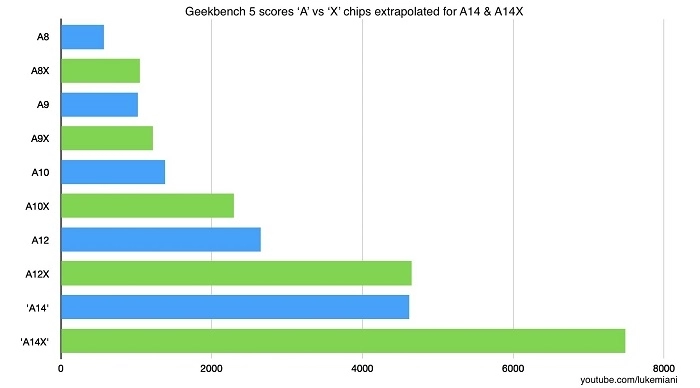 Geekbench 5 scores ‘A’ vs ‘X’ chips extrapolated for A14 & A14X
A8
A8X
A9
A9X
A10
A10X
A12
A12X
'A14'
'A14X'
0 2000 4000 6000 8000
youtube.com/lukemiani